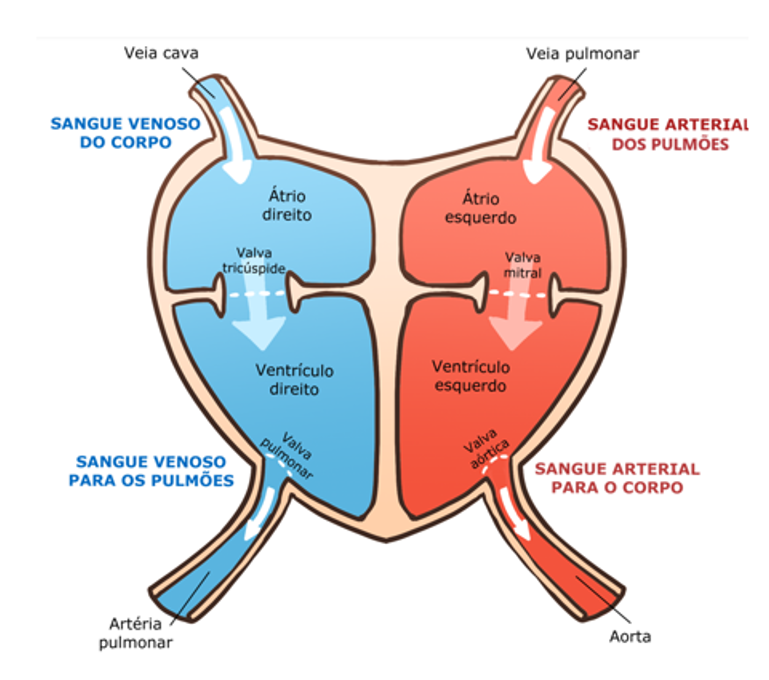 Veia cava
Veia pulmonar
SANGUE VENOSO
DO CORPO
SANGUE ARTERIAL
DOS PULMÕES
Átrio
direito
Átrio
esquerdo
Valva
tricúspide
Valva
mitral
Ventrículo
direito
Ventrículo
esquerdo
Valva
pulmonar
Valva
aórtica
SANGUE VENOSO
PARA OS PULMÕES
SANGUE ARTERIAL
PARA O CORPO
Artéria
pulmonar
Aorta